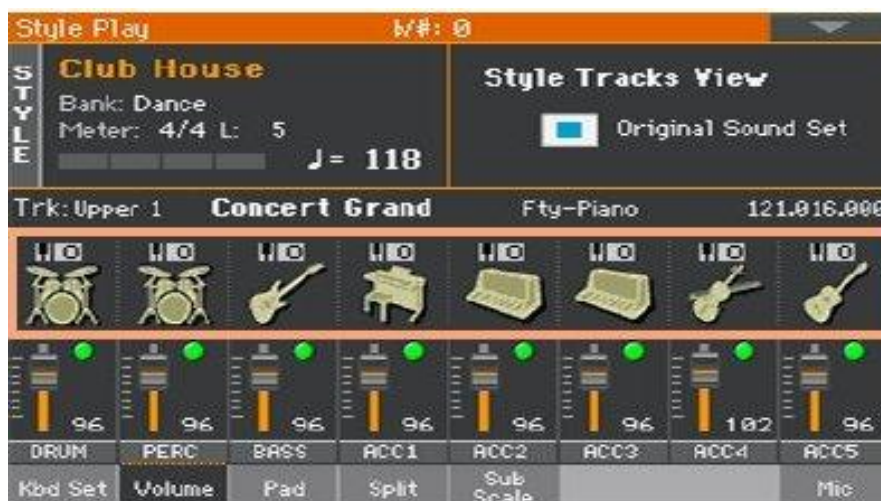 Style Play b/#: 0
STYLE
Club House
Bank: Dance
Meter: 4/4 L: 5
♩= 118
Style Tracks View
Original Sound Set
Trk: Upper 1 Concert Grand Fty-Piano 121.016.000
96 96 96 96 96 96 102 96
DRUM PERC BASS ACC1 ACC2 ACC3 ACC4 ACC5
Kbd Set Volume Pad Split Sub Scale Mic